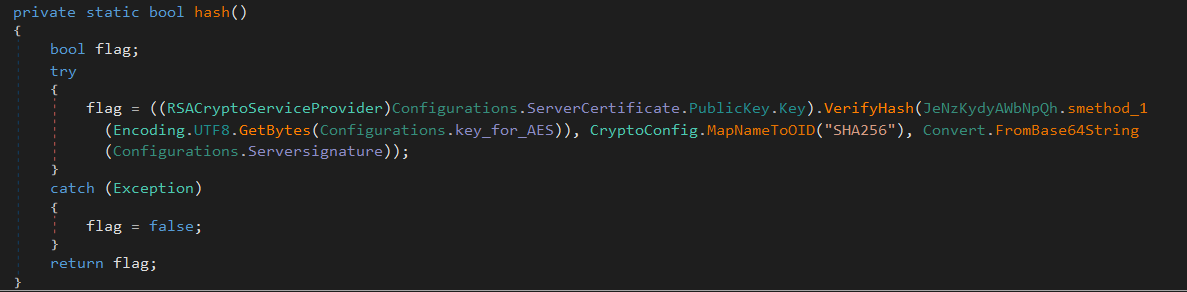 private static bool hash()
{
bool flag;
try
{
flag = ((RSACryptoServiceProvider)Configurations.ServerCertificate.PublicKey.Key).VerifyHash(JeNzKydyAWbNpQh.smethod_1
(Encoding.UTF8.GetBytes(Configurations.key_for_AES)), CryptoConfig.MapNameToOID("SHA256"), Convert.FromBase64String
(Configurations.Serversignature));
}
catch (Exception)
{
flag = false;
}
return flag;
}